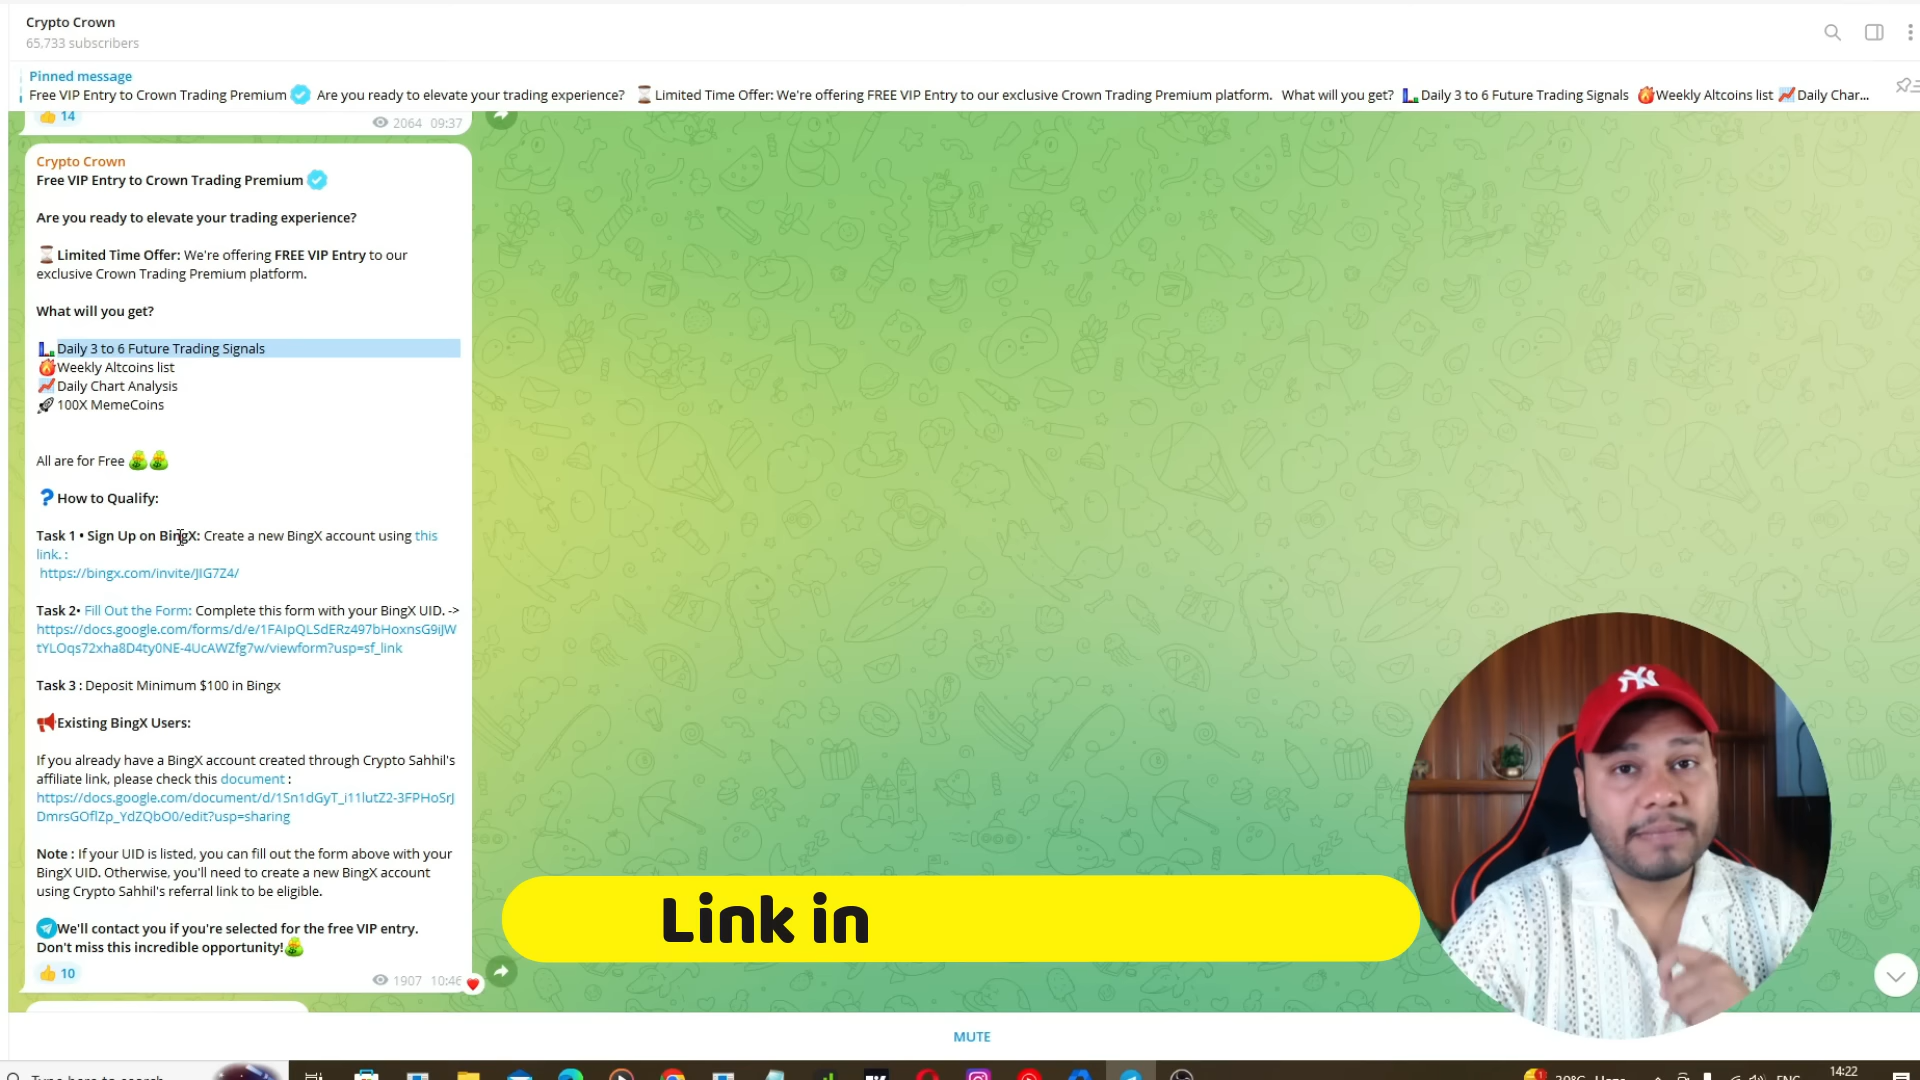 Crypto Crown
65,733 subscribers
Pinned message
Free VIP Entry to Crown Trading Premium Are you ready to elevate your trading experience? Limited Time Offer: We're offering FREE VIP Entry to our exclusive Crown Trading Premium platform. What will you get? Daily 3 to 6 Future Trading Signals Weekly Altcoins list Daily Char...
14
2064 09:37
Crypto Crown
Free VIP Entry to Crown Trading Premium
Are you ready to elevate your trading experience?
Limited Time Offer: We're offering FREE VIP Entry to our
exclusive Crown Trading Premium platform.
What will you get?
Daily 3 to 6 Future Trading Signals
Weekly Altcoins list
Daily Chart Analysis
100X MemeCoins
All are for Free
How to Qualify:
Task 1 • Sign Up on BingX: Create a new BingX account using this
link. :
https://bingx.com/invite/JIG7Z4/
Task 2• Fill Out the Form: Complete this form with your BingX UID. ->
https://docs.google.com/forms/d/e/1FAIpQLSdERz497bHoxnsG9iJW
tYLOqs72xha8D4ty0NE-4UcAWZfg7w/viewform?usp=sf_link
Task 3 : Deposit Minimum $100 in Bingx
Existing BingX Users:
If you already have a BingX account created through Crypto Sahhil's
affiliate link, please check this document :
https://docs.google.com/document/d/1Sn1dGyT_i11lutZ2-3FPHoSrJ
DmrsGOflZp_YdZQbO0/edit?usp=sharing
Note : If your UID is listed, you can fill out the form above with your
BingX UID. Otherwise, you'll need to create a new BingX account
using Crypto Sahhil's referral link to be eligible.
We'll contact you if you're selected for the free VIP entry.
Don't miss this incredible opportunity!
10
1907 10:46
Link in
NY
MUTE
Type here to search
14:22